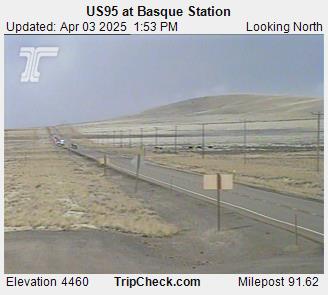 US95 at Basque Station
Updated: Apr 03 2025 1:53 PM Looking North
Elevation 4460 TripCheck.com Milepost 91.62